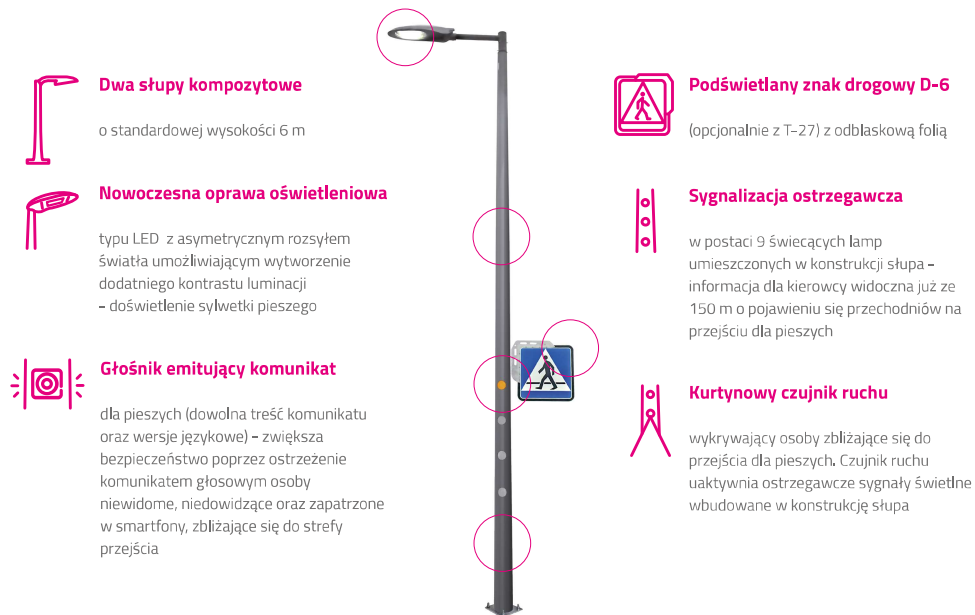 Dwa słupy kompozytowe
o standardowej wysokości 6 m
Nowoczesna oprawa oświetleniowa
typu LED z asymetrycznym rozsyłem
światła umożliwiającym wytworzenie
dodatniego kontrastu luminacji
– doświetlenie sylwetki pieszego
Głośnik emitujący komunikat
dla pieszych (dowolna treść komunikatu
oraz wersje językowe) – zwiększa
bezpieczeństwo poprzez ostrzeżenie
komunikatem głosowym osoby
niewidome, niedowidzące oraz zapatrzone
w smartfony, zbliżające się do strefy
przejścia
Podświetlany znak drogowy D-6
(opcjonalnie z T-27) z odblaskową folią
Sygnalizacja ostrzegawcza
w postaci 9 świecących lamp
umieszczonych w konstrukcji słupa –
informacja dla kierowcy widoczna już ze
150 m o pojawieniu się przechodniów na
przejściu dla pieszych
Kurtynowy czujnik ruchu
wykrywający osoby zbliżające się do
przejścia dla pieszych. Czujnik ruchu
uaktywnia ostrzegawcze sygnały świetlne
wbudowane w konstrukcję słupa